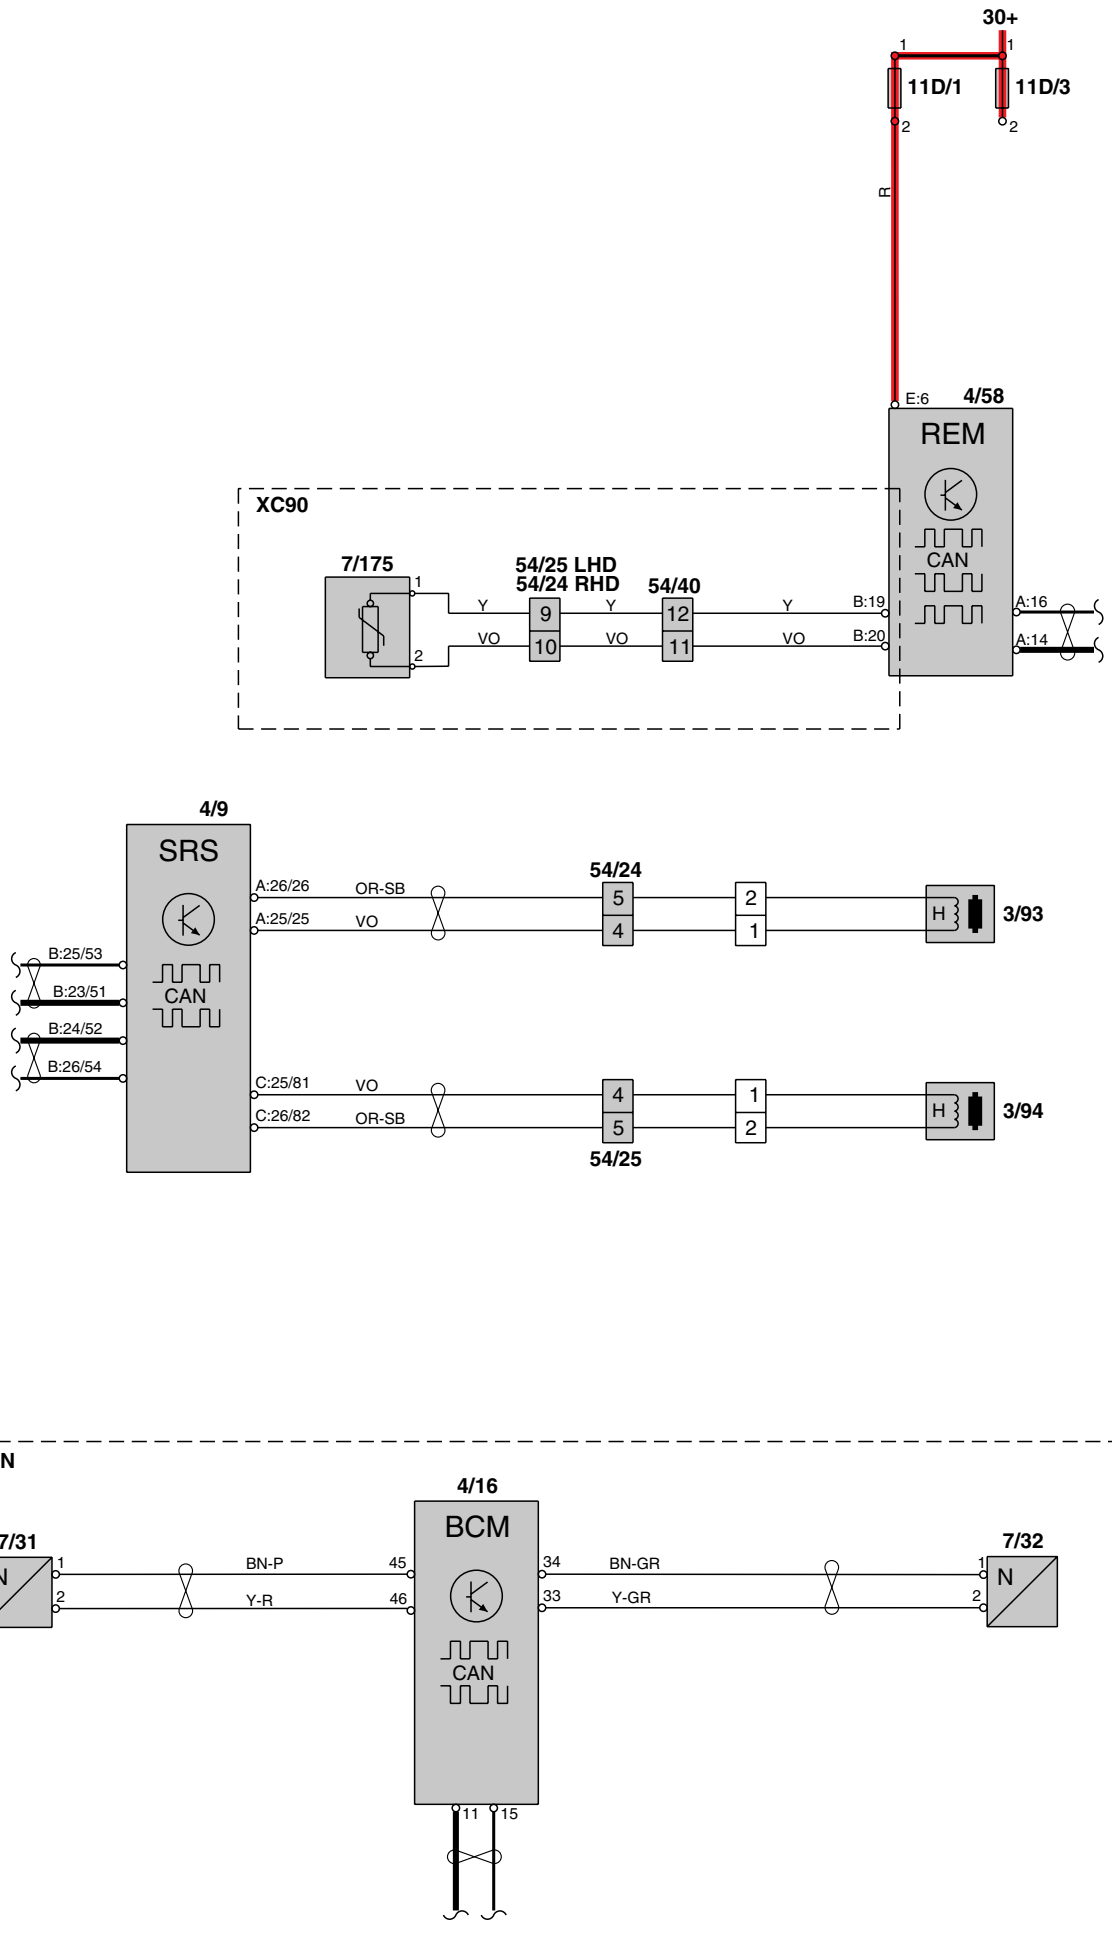 30+
1 1
11D/1 11D/3
2 2
R
E:6 4/58
REM
XC90
CAN
7/175 54/25 LHD
54/24 RHD 54/40
1 Y 9 Y 12 Y B:19 A:16
2 VO 10 VO 11 VO B:20 A:14
4/9
SRS
54/24
A:26/26 OR-SB 5 2
H 3/93
A:25/25 VO 4 1
B:25/53
B:23/51 CAN
B:24/52
B:26/54
C:25/81 VO 4 1
H 3/94
C:26/82 OR-SB 5 2
54/25
N
4/16
BCM
7/31 7/32
N N
1 BN-P 45 34 BN-GR 1
2 Y-R 46 33 Y-GR 2
CAN
11 15